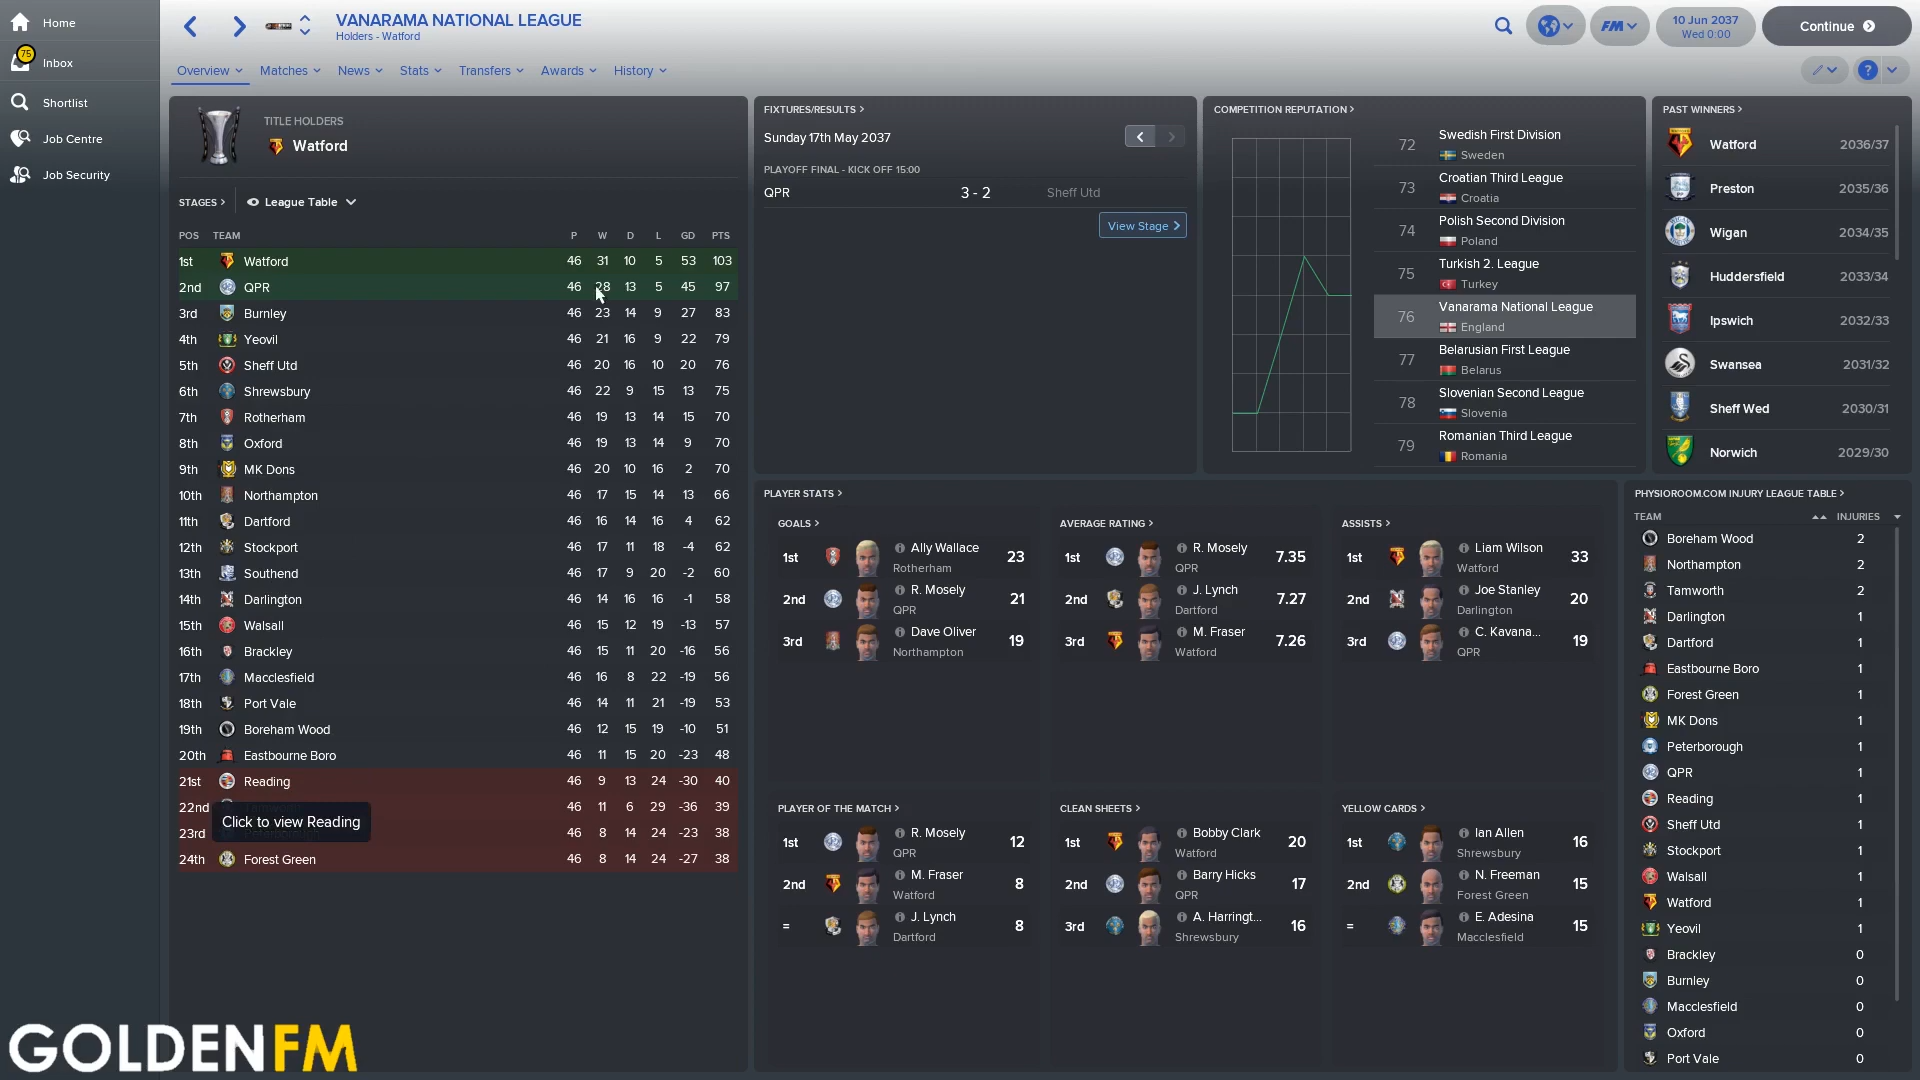 Home
75
Inbox
Shortlist
Job Centre
Job Security
VANARAMA NATIONAL LEAGUE
Holders - Watford
FM
10 Jun 2037
Wed 0:00
Continue
Overview Matches News Stats Transfers Awards History
?
TITLE HOLDERS
Watford
STAGES > League Table
POS TEAM P W D L GD PTS
1st Watford 46 31 10 5 53 103
2nd QPR 46 28 13 5 45 97
3rd Burnley 46 23 14 9 27 83
4th Yeovil 46 21 16 9 22 79
5th Sheff Utd 46 20 16 10 20 76
6th Shrewsbury 46 22 9 15 13 75
7th Rotherham 46 19 13 14 15 70
8th Oxford 46 19 13 14 9 70
9th MK Dons 46 20 10 16 2 70
10th Northampton 46 17 15 14 13 66
11th Dartford 46 16 14 16 4 62
12th Stockport 46 17 11 18 -4 62
13th Southend 46 17 9 20 -2 60
14th Darlington 46 14 16 16 -1 58
15th Walsall 46 15 12 19 -13 57
16th Brackley 46 15 11 20 -16 56
17th Macclesfield 46 16 8 22 -19 56
18th Port Vale 46 14 11 21 -19 53
19th Boreham Wood 46 12 15 19 -10 51
20th Eastbourne Boro 46 11 15 20 -23 48
21st Reading 46 9 13 24 -30 40
22nd 46 11 6 29 -36 39
Click to view Reading
23rd 46 8 14 24 -23 38
24th Forest Green 46 8 14 24 -27 38
GOLDENFM
FIXTURES/RESULTS >
Sunday 17th May 2037
PLAYOFF FINAL - KICK OFF 15:00
QPR 3 - 2 Sheff Utd
View Stage >
COMPETITION REPUTATION >
72 Swedish First Division
Sweden
73 Croatian Third League
Croatia
74 Polish Second Division
Poland
75 Turkish 2. League
Turkey
76 Vanarama National League
England
77 Belarusian First League
Belarus
78 Slovenian Second League
Slovenia
79 Romanian Third League
Romania
PAST WINNERS >
Watford 2036/37
Preston 2035/36
Wigan 2034/35
Huddersfield 2033/34
Ipswich 2032/33
Swansea 2031/32
Sheff Wed 2030/31
Norwich 2029/30
PLAYER STATS >
GOALS >
1st Ally Wallace 23
Rotherham
2nd R. Mosely 21
QPR
3rd Dave Oliver 19
Northampton
AVERAGE RATING >
1st R. Mosely 7.35
QPR
2nd J. Lynch 7.27
Dartford
3rd M. Fraser 7.26
Watford
ASSISTS >
1st Liam Wilson 33
Watford
2nd Joe Stanley 20
Darlington
3rd C. Kavana... 19
QPR
PLAYER OF THE MATCH >
1st R. Mosely 12
QPR
2nd M. Fraser 8
Watford
= J. Lynch 8
Dartford
CLEAN SHEETS >
1st Bobby Clark 20
Watford
2nd Barry Hicks 17
QPR
3rd A. Harringt... 16
Shrewsbury
YELLOW CARDS >
1st Ian Allen 16
Shrewsbury
2nd N. Freeman 15
Forest Green
= E. Adesina 15
Macclesfield
PHYSIOROOM.COM INJURY LEAGUE TABLE >
TEAM INJURIES
Boreham Wood 2
Northampton 2
Tamworth 2
Darlington 1
Dartford 1
Eastbourne Boro 1
Forest Green 1
MK Dons 1
Peterborough 1
QPR 1
Reading 1
Sheff Utd 1
Stockport 1
Walsall 1
Watford 1
Yeovil 1
Brackley 0
Burnley 0
Macclesfield 0
Oxford 0
Port Vale 0